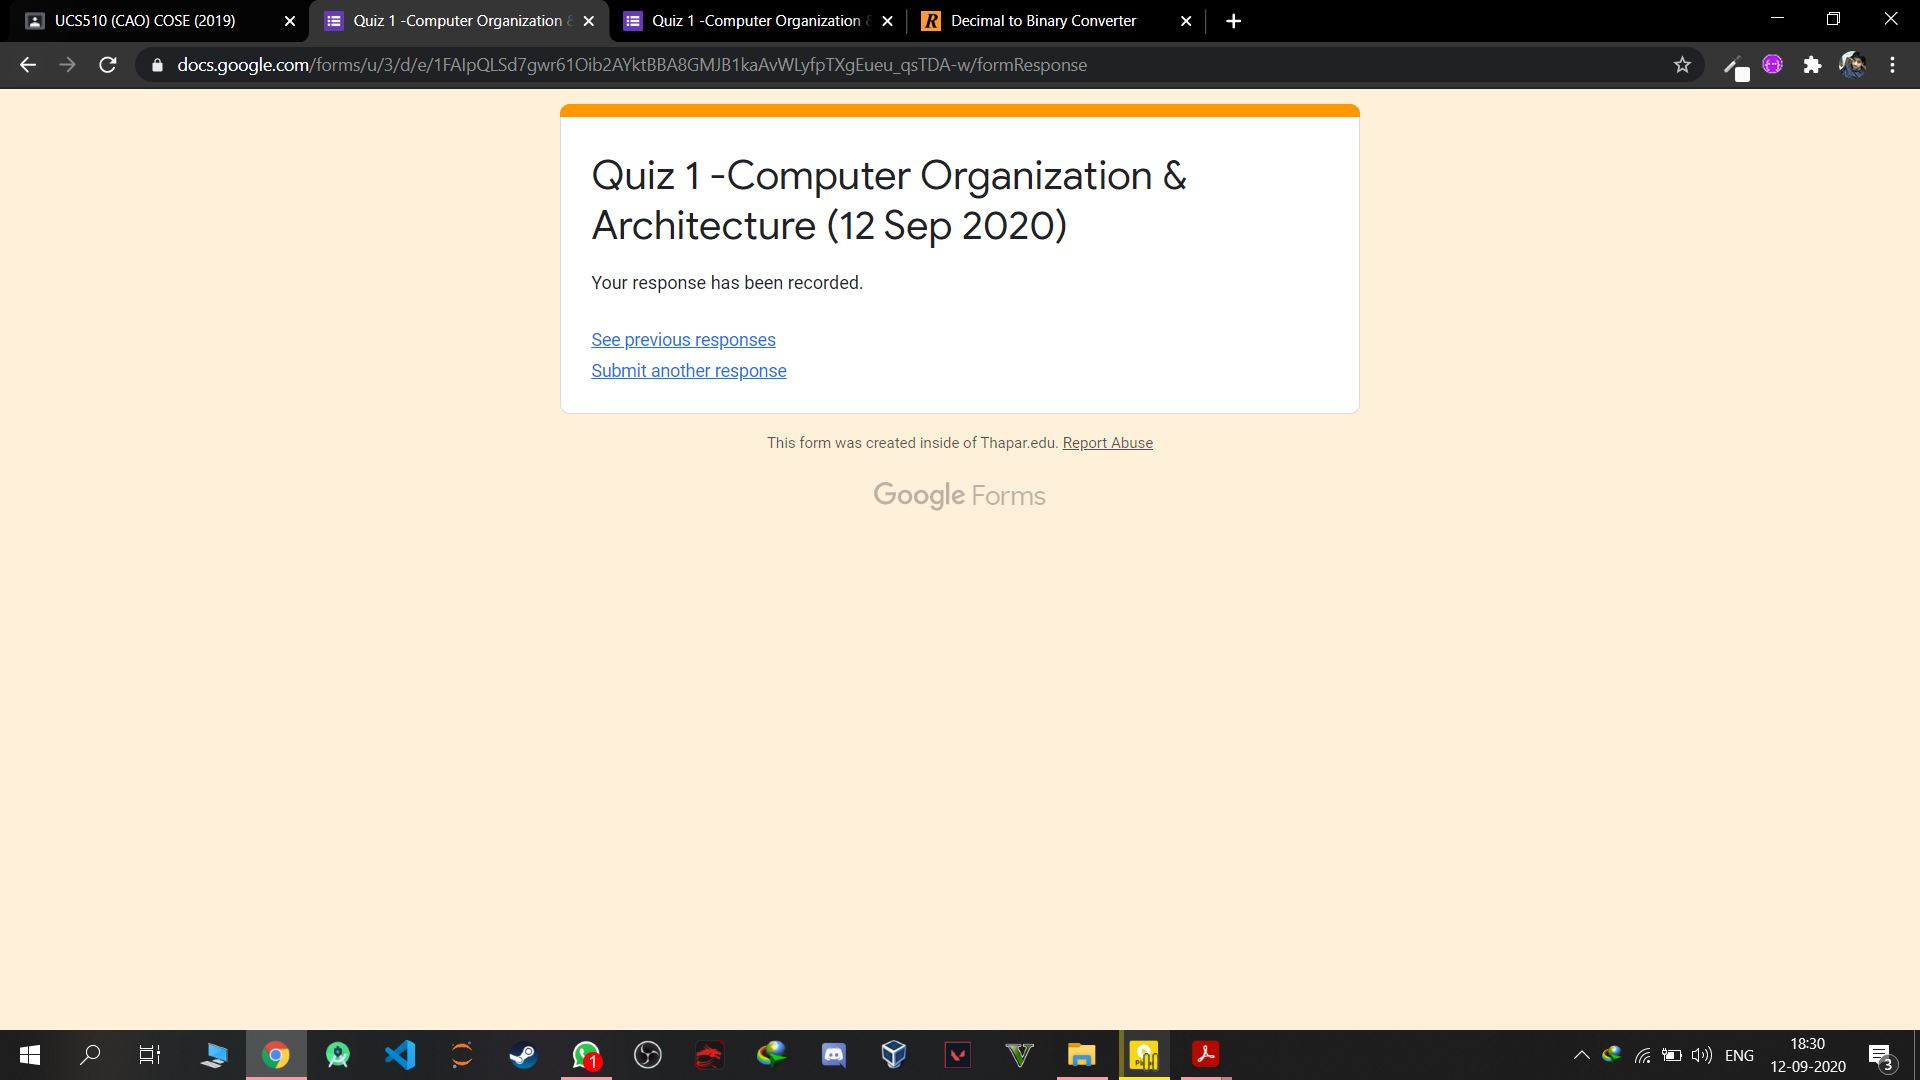 UCS510 (CAO) COSE (2019)
Quiz 1 -Computer Organization &
Quiz 1 -Computer Organization &
Decimal to Binary Converter
docs.google.com/forms/u/3/d/e/1FAIpQLSd7gwr61Oib2AYktBBA8GMJB1kaAvWLyfpTXgEueu_qsTDA-w/formResponse
Quiz 1 -Computer Organization &
Architecture (12 Sep 2020)
Your response has been recorded.
See previous responses
Submit another response
This form was created inside of Thapar.edu. Report Abuse
Google Forms
1
ENG
18:30
12-09-2020
3